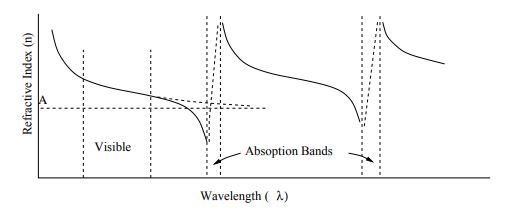 Refractive Index (n)
A
Visible
Absoption Bands
Wavelength ( λ)